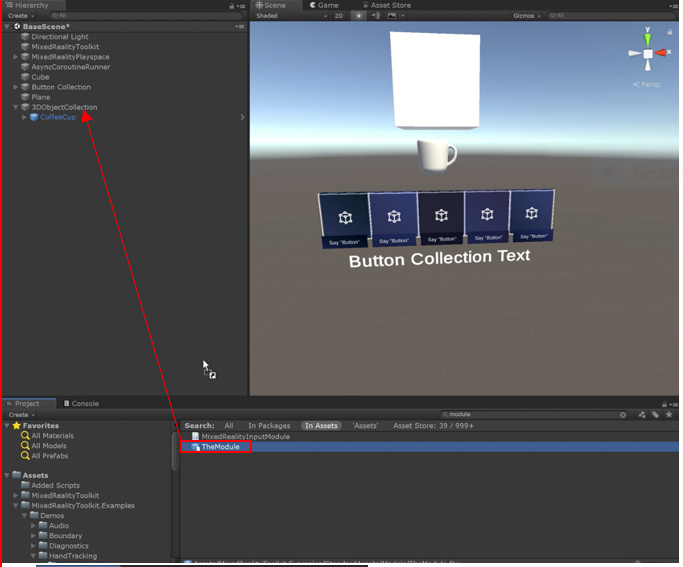 Hierarchy
Create All
BaseScene*
Directional Light
MixedRealityToolkit
MixedRealityPlayspace
AsyncCoroutineRunner
Cube
Button Collection
Plane
3DObjectCollection
CoffeeCup
Scene Game Asset Store
Shaded 2D Gizmos All
y
x
Persp
Say "Button" Say "Button" Say "Button" Say "Button" Say "Button"
Button Collection Text
Project Console
Create module
Favorites
All Materials
All Models
All Prefabs
Assets
Added Scripts
MixedRealityToolkit
MixedRealityToolkit.Examples
Demos
Audio
Boundary
Diagnostics
HandTracking
Search: All In Packages In Assets 'Assets' Asset Store: 39 / 999+
MixedRealityInputModule
TheModule